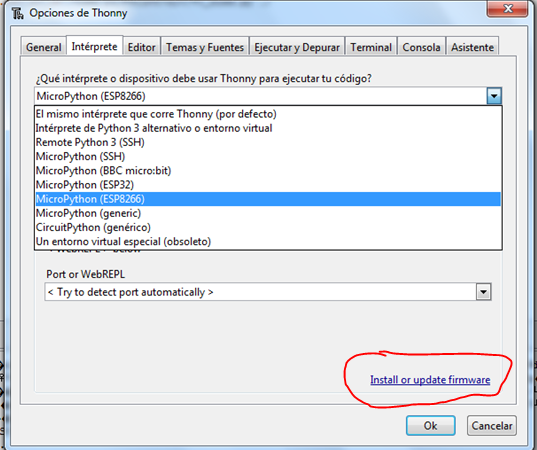 Opciones de Thonny
General Intérprete Editor Temas y Fuentes Ejecutar y Depurar Terminal Consola Asistente
¿Qué intérprete o dispositivo debe usar Thonny para ejecutar tu código?
MicroPython (ESP8266)
El mismo intérprete que corre Thonny (por defecto)
Intérprete de Python 3 alternativo o entorno virtual
Remote Python 3 (SSH)
MicroPython (SSH)
MicroPython (BBC micro:bit)
MicroPython (ESP32)
MicroPython (ESP8266)
MicroPython (generic)
CircuitPython (genérico)
Un entorno virtual especial (obsoleto)
Port or WebREPL
< Try to detect port automatically >
Install or update firmware
Ok Cancelar